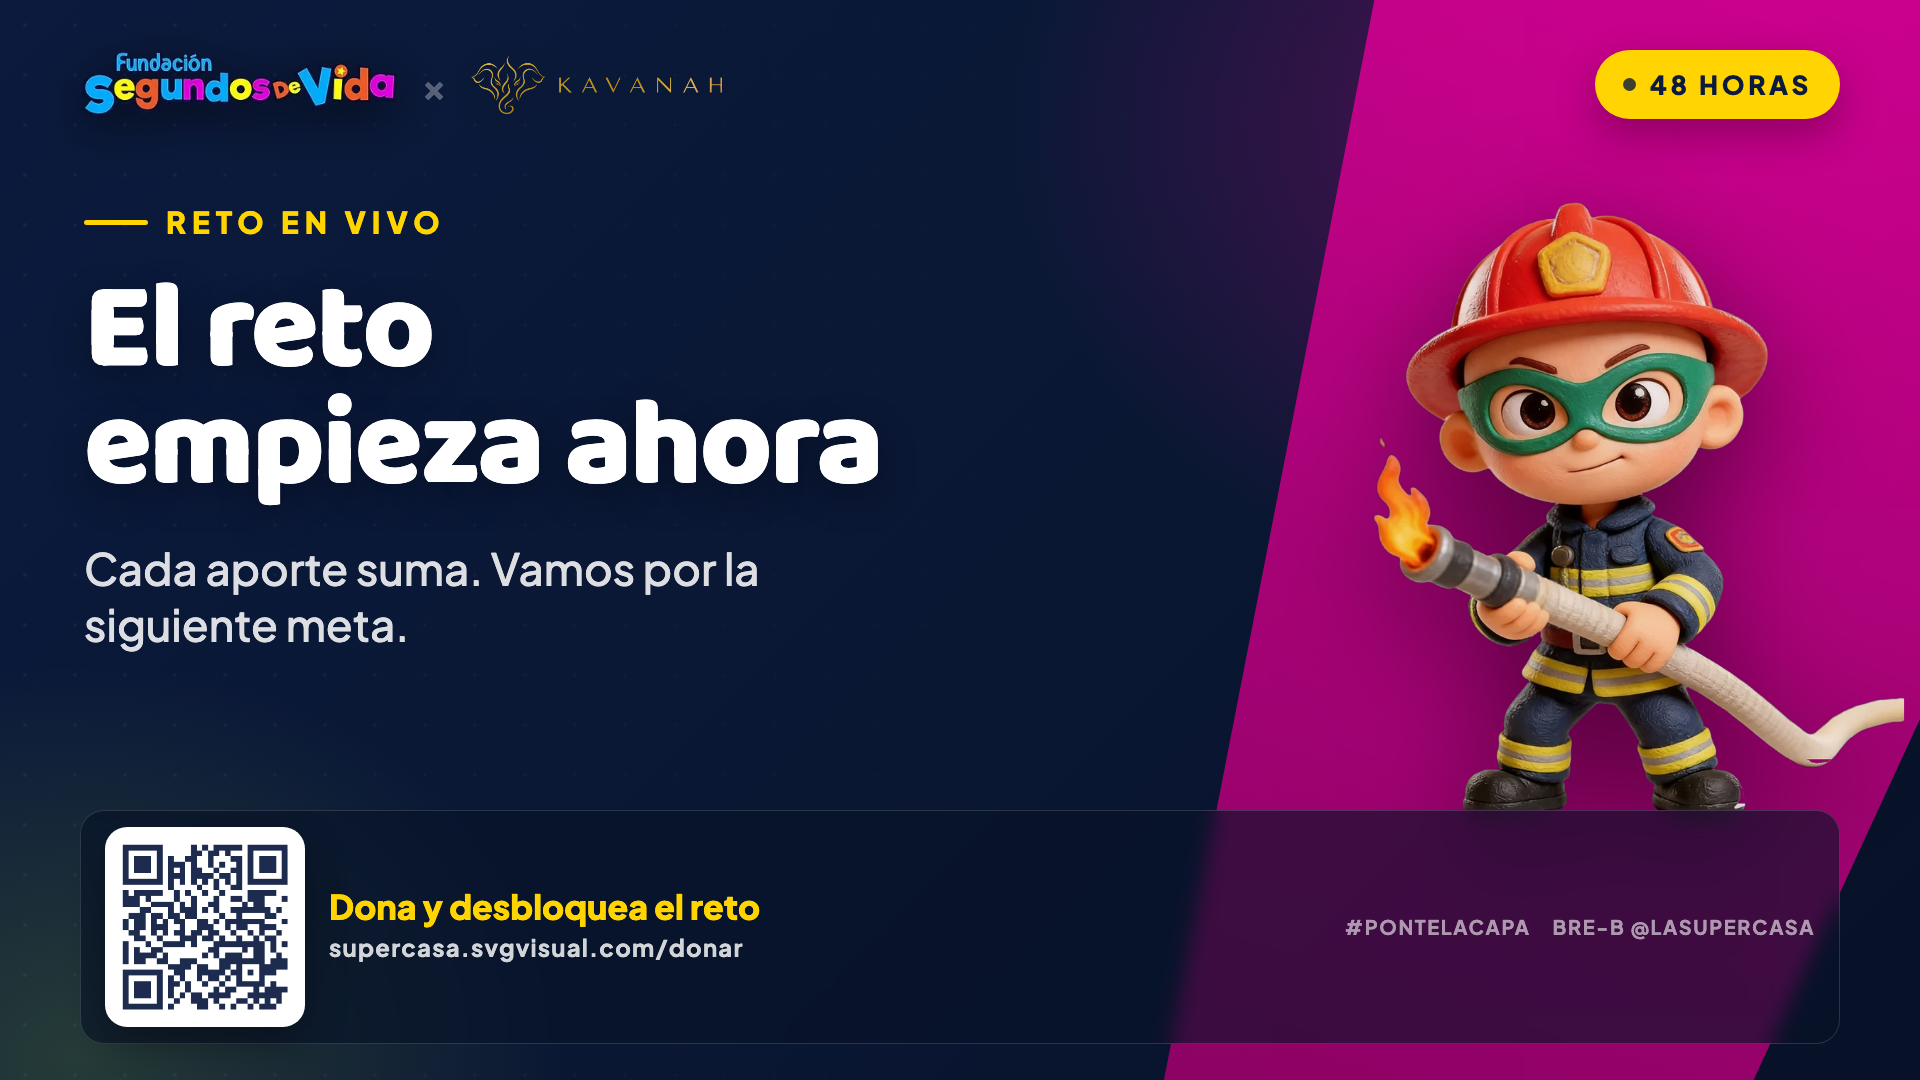 Fundación
Segundos DE Vida × KAVANAH
48 HORAS
RETO EN VIVO
El reto
empieza ahora
Cada aporte suma. Vamos por la
siguiente meta.
Dona y desbloquea el reto
supercasa.svgvisual.com/donar
#PONTELACAPA BRE-B @LASUPERCASA